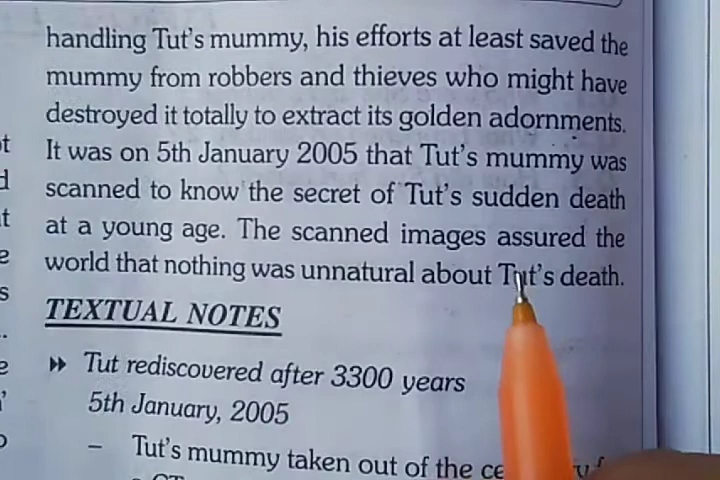 handling Tut's mummy, his efforts at least saved the
mummy from robbers and thieves who might have
destroyed it totally to extract its golden adornments.
It was on 5th January 2005 that Tut's mummy was
scanned to know the secret of Tut's sudden death
at a young age. The scanned images assured the
world that nothing was unnatural about Tut's death.
TEXTUAL NOTES
Tut rediscovered after 3300 years
5th January, 2005
– Tut's mummy taken out of the